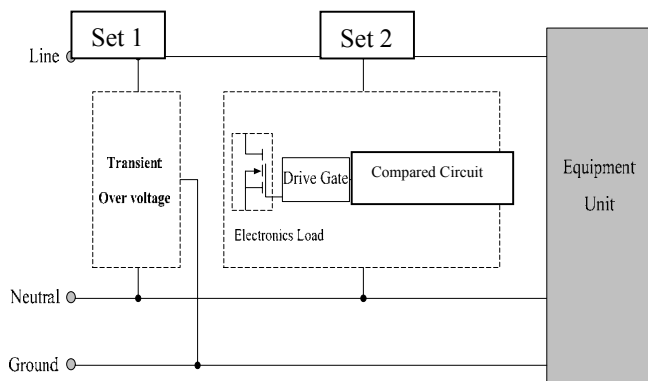 Set 1
Set 2
Line
Transient
Over voltage
Drive Gate
Compared Circuit
Electronics Load
Equipment
Unit
Neutral
Ground